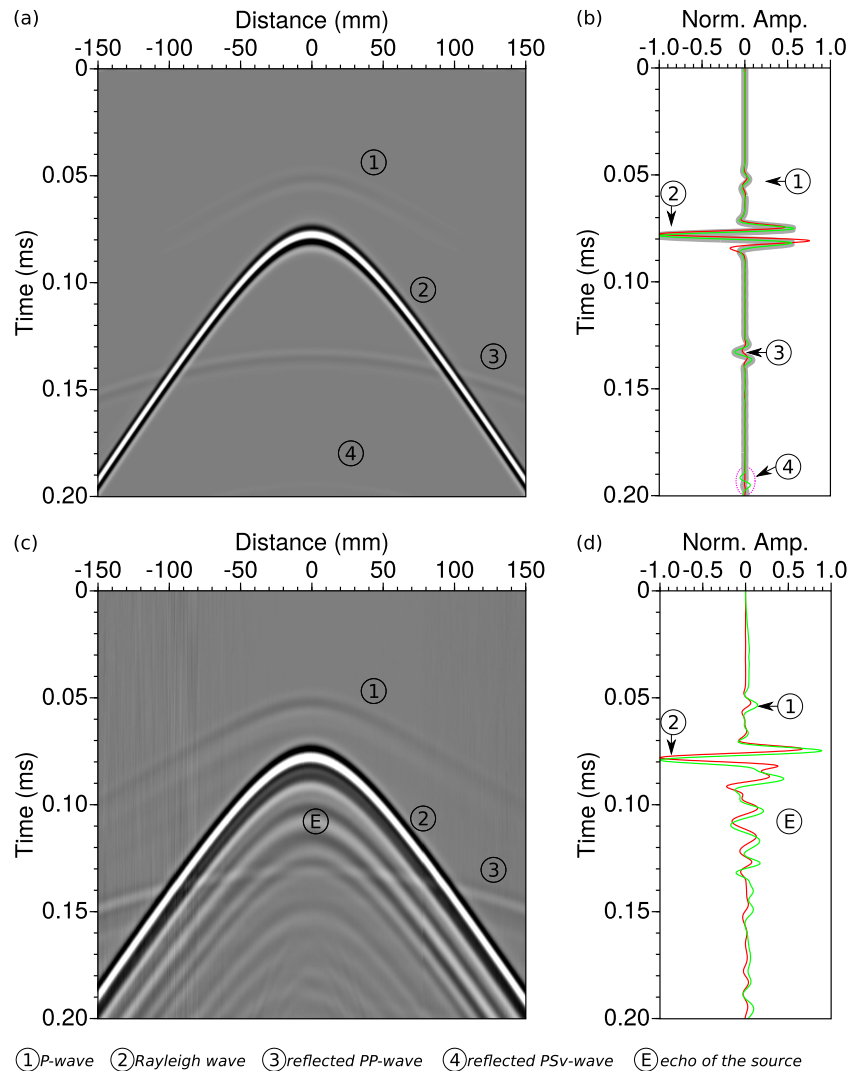 (a)
Distance (mm)
-150 -100 -50 0 50 100 150
Time (ms)
0
0.05
0.10
0.15
0.20
1
2
3
4
(b)
Norm. Amp.
-1.0 -0.5 0 0.5 1.0
Time (ms)
0
0.05
0.10
0.15
0.20
1
2
3
4
(c)
Distance (mm)
-150 -100 -50 0 50 100 150
Time (ms)
0
0.05
0.10
0.15
0.20
1
E
2
3
(d)
Norm. Amp.
-1.0 -0.5 0 0.5 1.0
Time (ms)
0
0.05
0.10
0.15
0.20
1
2
E
1 P-wave 2 Rayleigh wave 3 reflected PP-wave 4 reflected PSv-wave E echo of the source